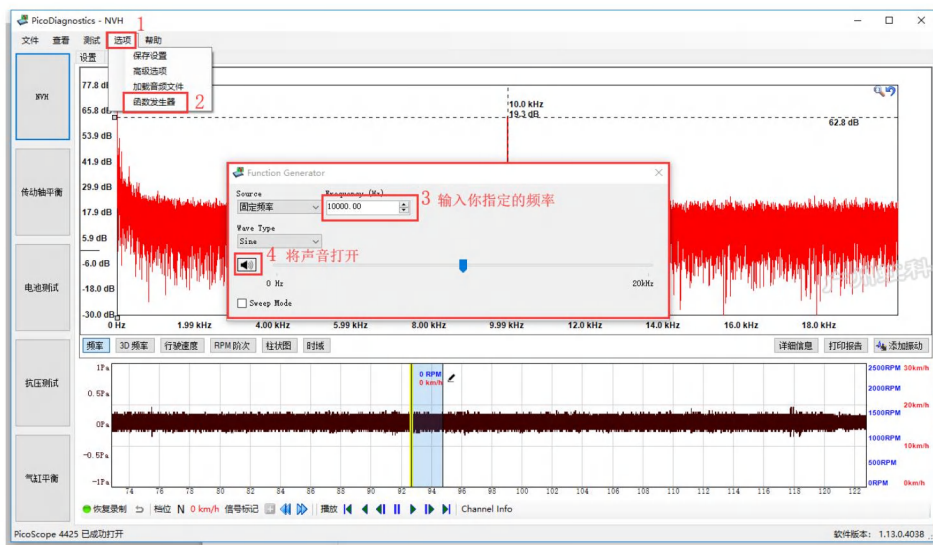 PicoDiagnostics - NVH
1
文件 查看 测试 选项 帮助
设置
保存设置
高级选项
加载音频文件
函数发生器
2
NVH
传动轴平衡
电池测试
抗压测试
气缸平衡
77.8 dB
65.8 dB
53.9 dB
41.9 dB
29.9 dB
17.9 dB
5.9 dB
-6.0 dB
-18.0 dB
-30.0 dB
10.0 kHz
19.3 dB
62.8 dB
Function Generator
Source
Frequency (Hz)
固定频率
10000.00
3 输入你指定的频率
Wave Type
Sine
4 将声音打开
0 Hz
20kHz
Sweep Mode
0 Hz 1.99 kHz 4.00 kHz 5.99 kHz 8.00 kHz 9.99 kHz 12.0 kHz 14.0 kHz 16.0 kHz 18.0 kHz
频率 3D 频率 行驶速度 RPM阶次 柱状图 时域
详细信息 打印报告 添加振动
1Pa
0.5Pa
0Pa
-0.5Pa
-1Pa
0 RPM
0 km/h
2500RPM 30km/h
2000RPM
20km/h
1500RPM
1000RPM
10km/h
500RPM
0RPM 0km/h
74 76 78 80 82 84 86 88 90 92 94 96 98 100 102 104 106 108 110 112 114 116 118 120 122
恢复录制 档位 N 0 km/h 信号标记 播放 Channel Info
PicoScope 4425 已成功打开
软件版本: 1.13.0.4038